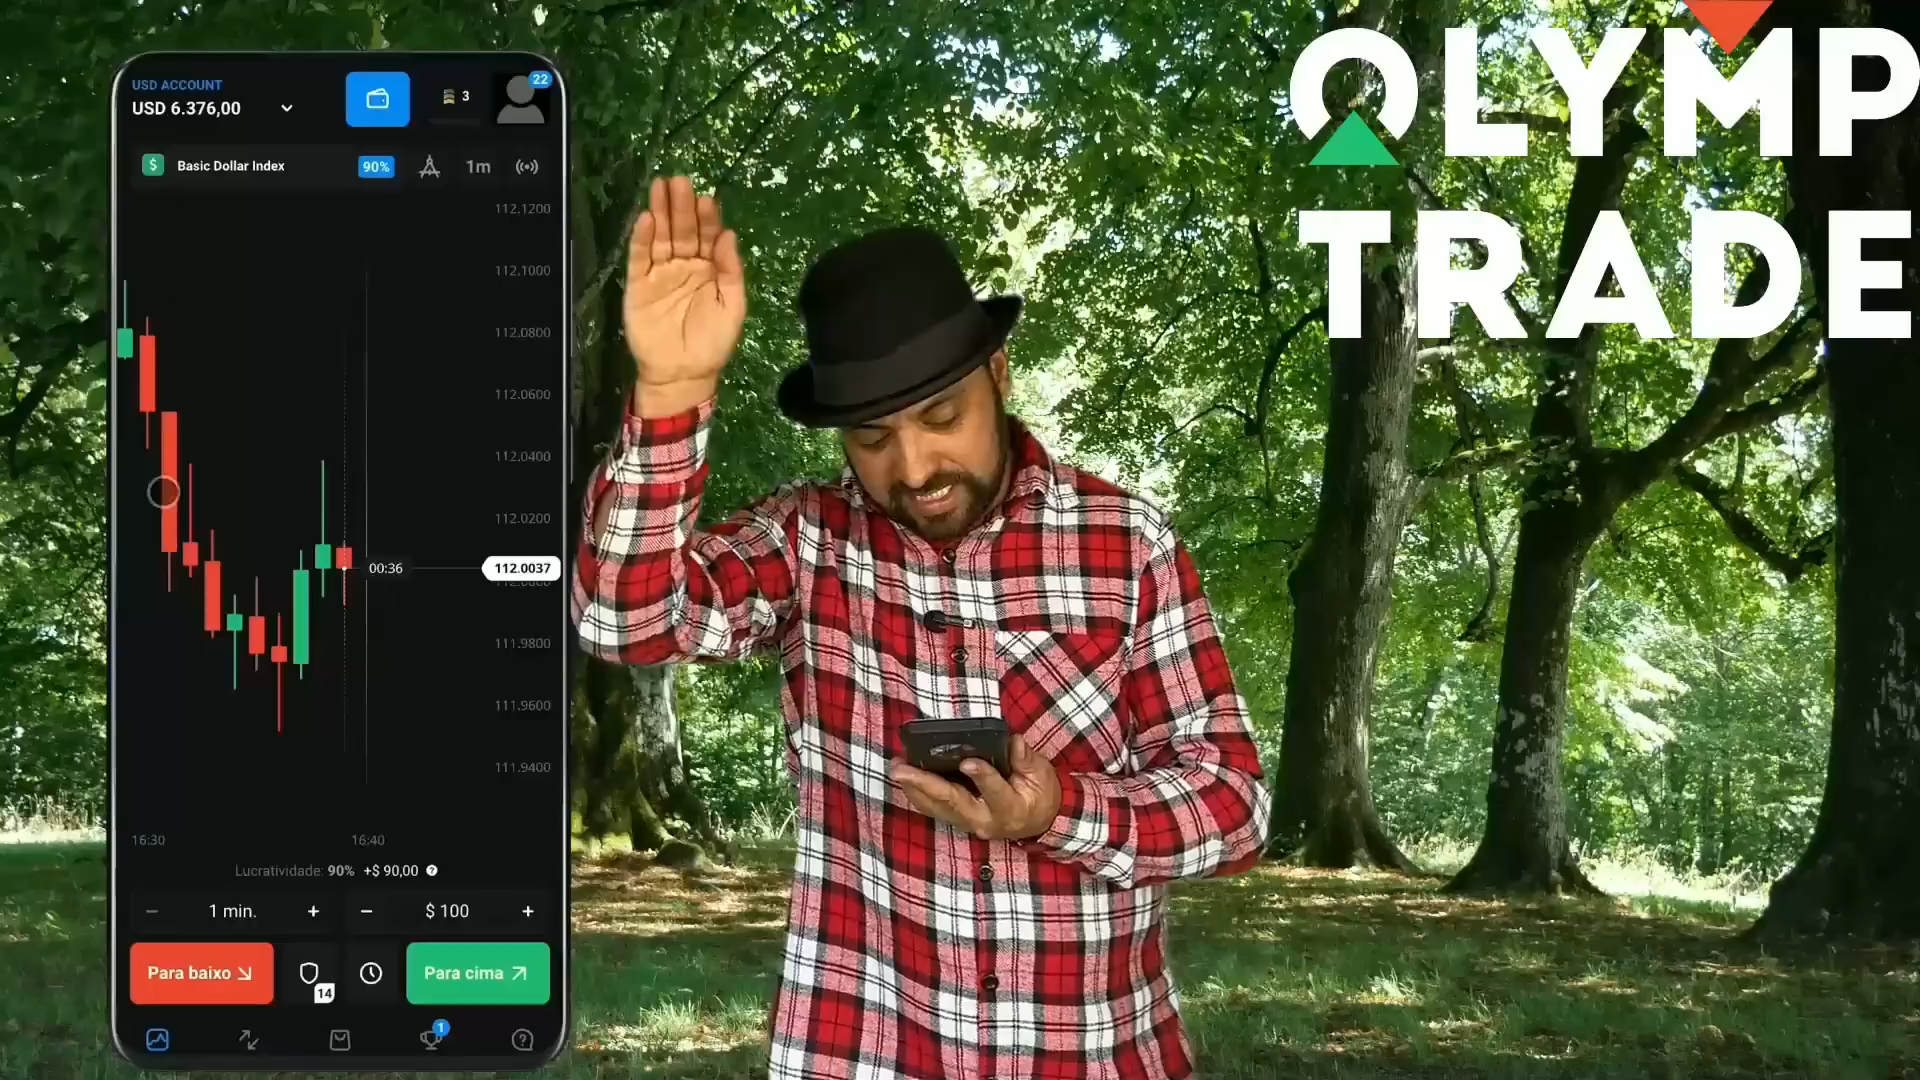 USD ACCOUNT
22
USD 6.376,00
3
Basic Dollar Index
90%
1m
112.1200
112.1000
112.0800
112.0600
112.0400
112.0200
00:36
112.0037
111.9800
111.9600
111.9400
16:30
16:40
Lucratividade: 90% +$ 90,00
1 min.
$ 100
Para baixo
14
Para cima
1
OLYMP
TRADE